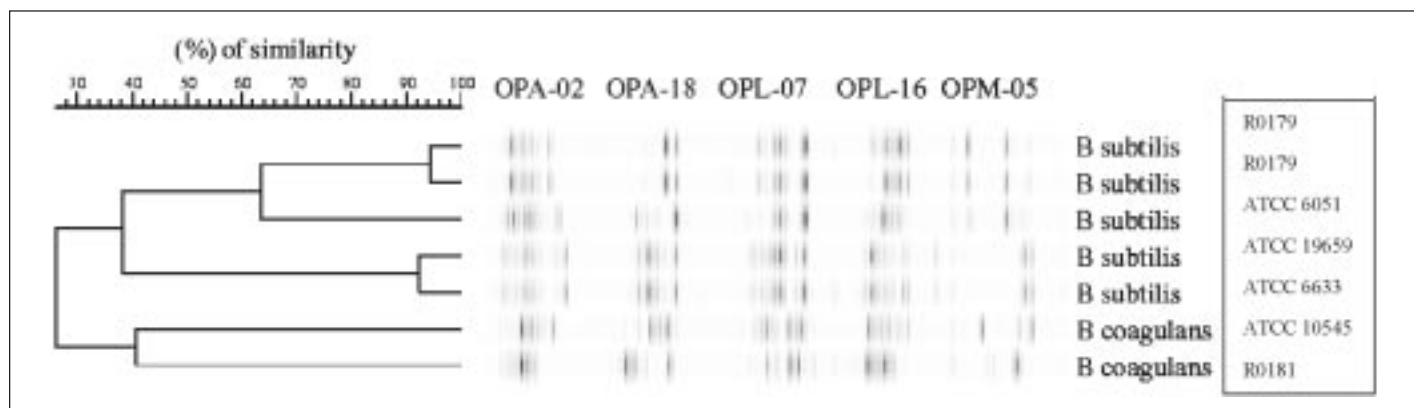 (%) of similarity
30 40 50 60 70 80 90 100
OPA-02 OPA-18 OPL-07 OPL-16 OPM-05
B subtilis R0179
B subtilis R0179
B subtilis ATCC 6051
B subtilis ATCC 19659
B subtilis ATCC 6633
B coagulans ATCC 10545
B coagulans R0181